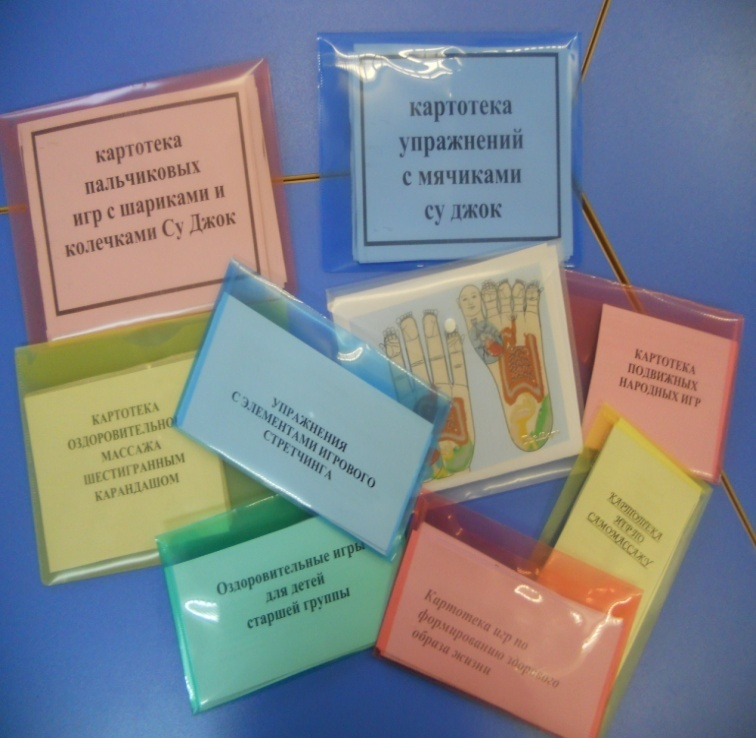 картотека
пальчиковых
игр с шариками и
колечками Су Джок
картотека
упражнений
с мячиками
су джок
КАРТОТЕКА
ПОДВИЖНЫХ
НАРОДНЫХ ИГР
КАРТОТЕКА
ОЗДОРОВИТЕЛЬНО
МАССАЖА
ШЕСТИГРАННЫМ
КАРАНДАШОМ
УПРАЖНЕНИЯ
С ЭЛЕМЕНТАМИ ИГРОВОГО
СТРЕТЧИНГА
КАРТОТЕКА
ИГР ПО
САМОМАССАЖУ
Оздоровительные игры
для детей
старшей группы
Картотека игр по
формированию здорового
образа жизни